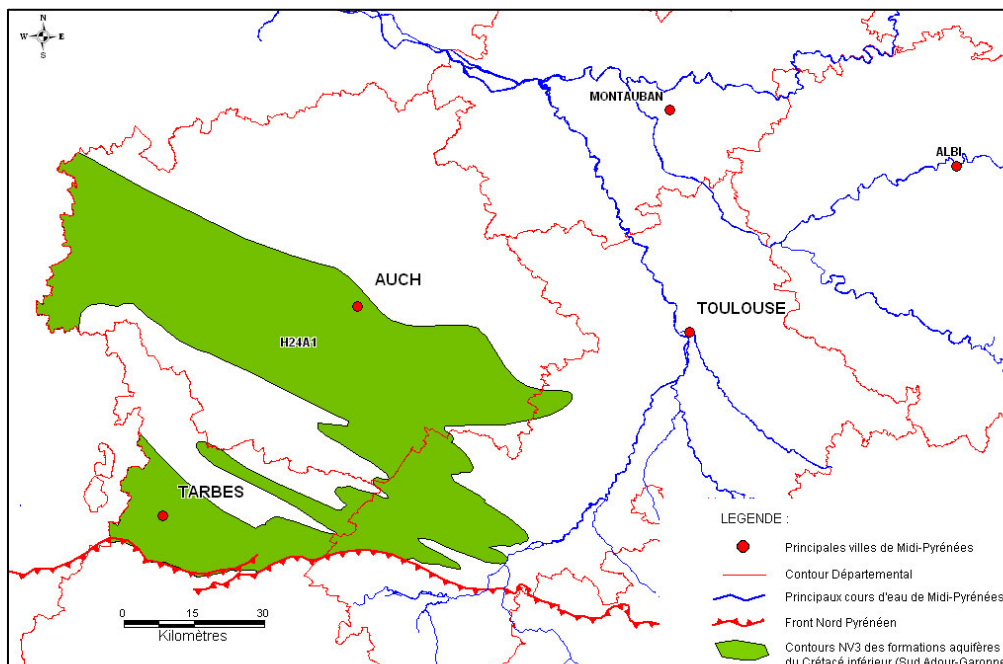 N
W E
S
MONTAUBAN
ALBI
AUCH
TOULOUSE
H24A1
TARBES
0 15 30
Kilomètres
LEGENDE :
Principales villes de Midi-Pyrénées
Contour Départemental
Principaux cours d'eau de Midi-Pyrénées
Front Nord Pyrénéen
Contours NV3 des formations aquifères
du Crétacé inférieur (Sud Adour-Garonne